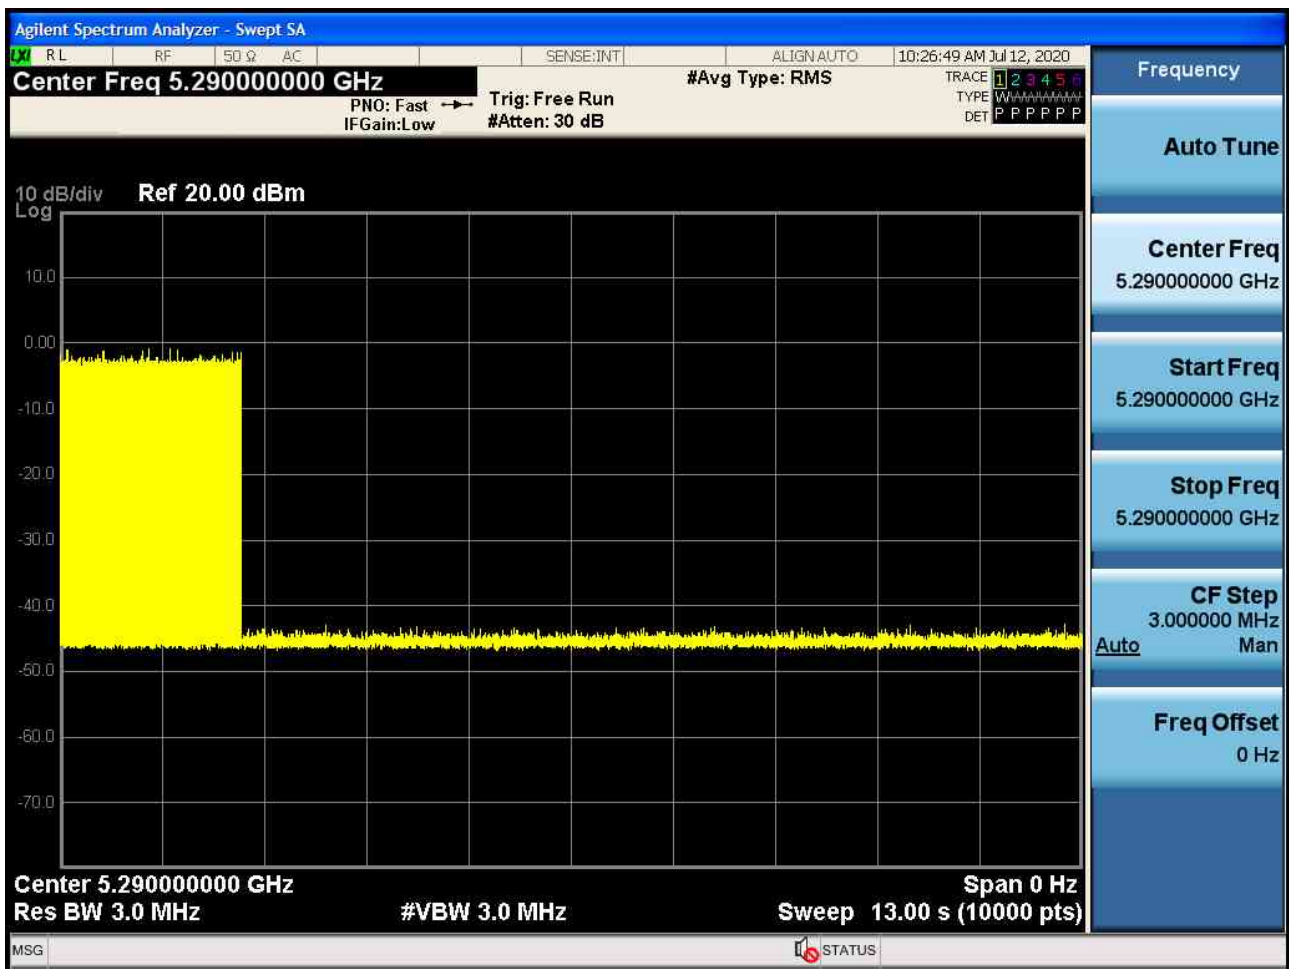 Agilent Spectrum Analyzer - Swept SA
LXI RL RF 50 Ω AC SENSE:INT ALIGN AUTO 10:26:49 AM Jul 12, 2020
Center Freq 5.290000000 GHz
#Avg Type: RMS
TRACE 1 2 3 4 5 6
PNO: Fast
Trig: Free Run
TYPE WWWWWW
IFGain:Low
#Atten: 30 dB
DET P P P P P P
10 dB/div Ref 20.00 dBm
Log
10.0
0.00
-10.0
-20.0
-30.0
-40.0
-50.0
-60.0
-70.0
Center 5.290000000 GHz Span 0 Hz
Res BW 3.0 MHz #VBW 3.0 MHz Sweep 13.00 s (10000 pts)
MSG STATUS
Frequency
Auto Tune
Center Freq
5.290000000 GHz
Start Freq
5.290000000 GHz
Stop Freq
5.290000000 GHz
CF Step
3.000000 MHz
Auto Man
Freq Offset
0 Hz